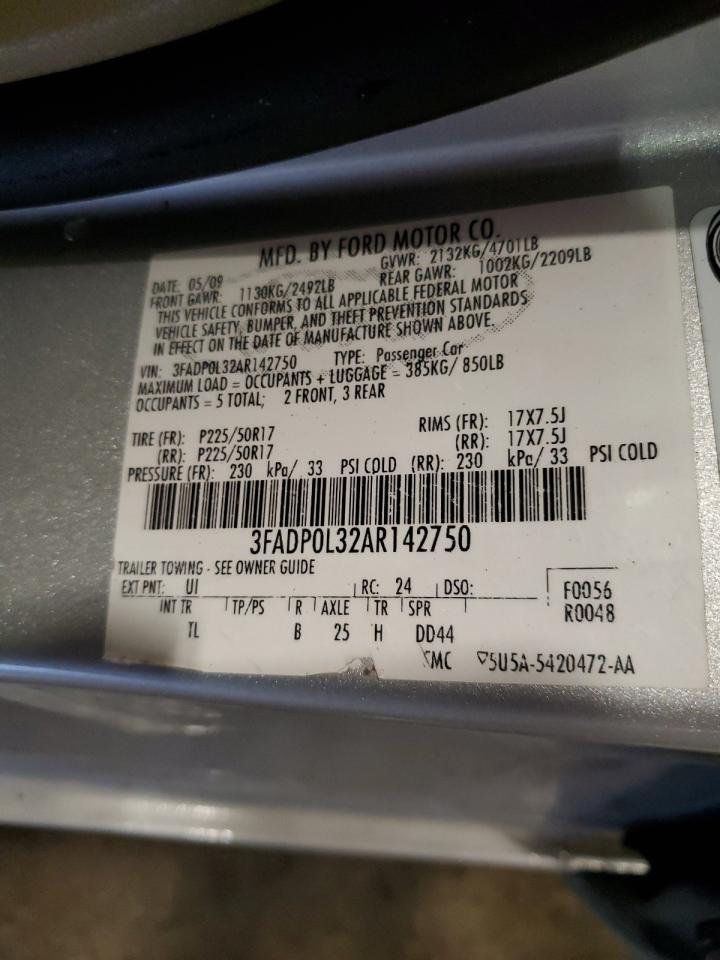 MFD. BY FORD MOTOR CO.
DATE: 05/09 GVWR: 2132KG/4701LB
FRONT GAWR: 1130KG/2492LB REAR GAWR: 1002KG/2209LB
THIS VEHICLE CONFORMS TO ALL APPLICABLE FEDERAL MOTOR
VEHICLE SAFETY, BUMPER, AND THEFT PREVENTION STANDARDS
IN EFFECT ON THE DATE OF MANUFACTURE SHOWN ABOVE.
VIN: 3FADP0L32AR142750 TYPE: Passenger Car
MAXIMUM LOAD = OCCUPANTS + LUGGAGE = 385KG/ 850LB
OCCUPANTS = 5 TOTAL; 2 FRONT, 3 REAR
TIRE (FR): P225/50R17 RIMS (FR): 17X7.5J
(RR): P225/50R17 (RR): 17X7.5J
PRESSURE (FR): 230 kPa/ 33 PSI COLD (RR): 230 kPa/ 33 PSI COLD
3FADP0L32AR142750
TRAILER TOWING - SEE OWNER GUIDE
EXT PNT: UI RC: 24 DSO: F0056
INT TR TP/PS R AXLE TR SPR R0048
TL B 25 H DD44
MC 5U5A-5420472-AA